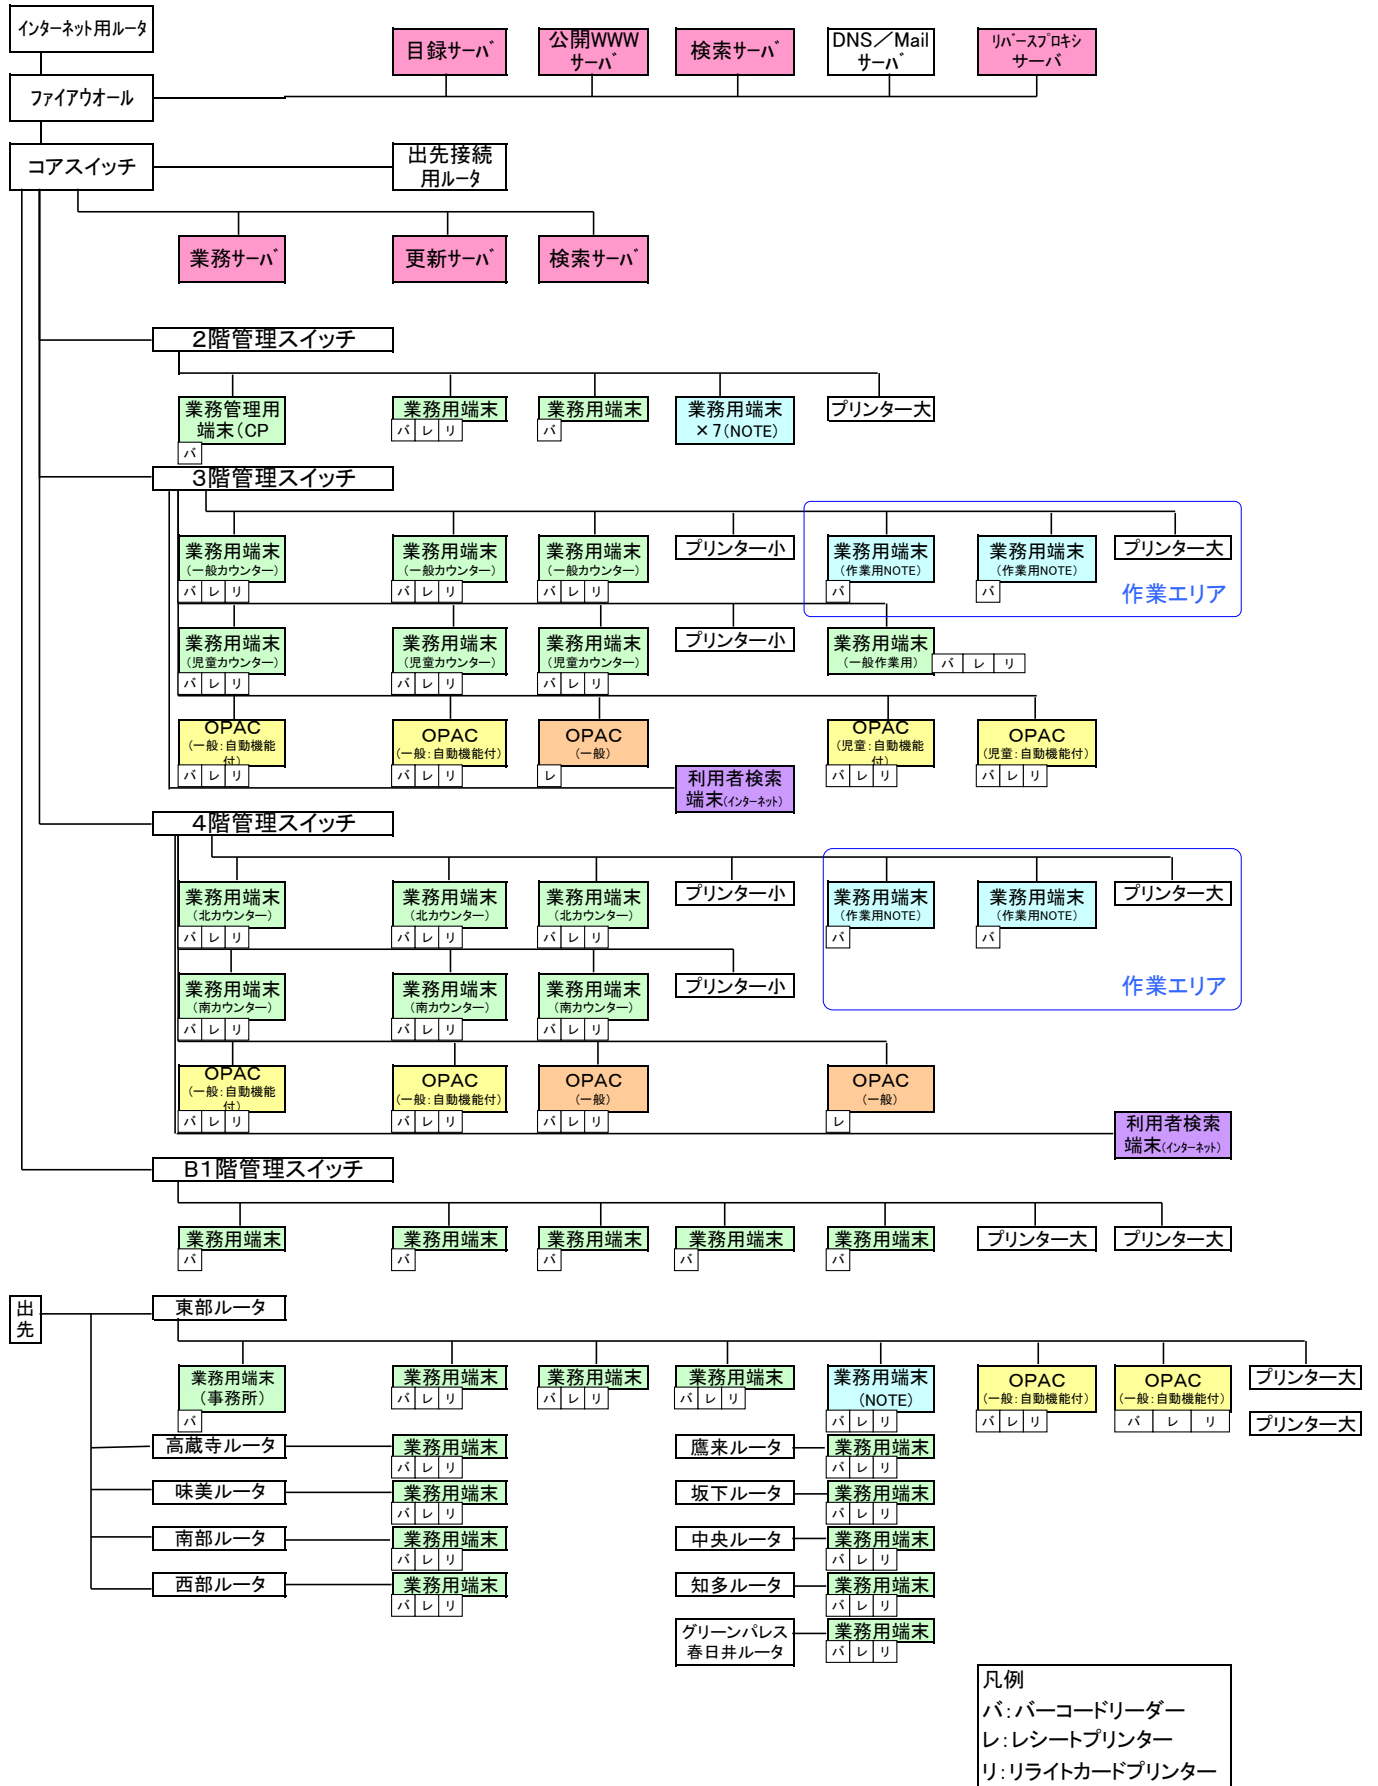 インターネット用ルータ
目録サーバ
公開WWW
サーバ
検索サーバ
DNS／Mail
サーバ
リバースプロキシ
サーバ
ファイアウオール
コアスイッチ
出先接続
用ルータ
業務サーバ
更新サーバ
検索サーバ
２階管理スイッチ
業務管理用
端末（CP
バ
業務用端末
バ レ リ
業務用端末
バ
業務用端末
×７(NOTE)
プリンター大
３階管理スイッチ
業務用端末
（一般カウンター）
バ レ リ
業務用端末
（一般カウンター）
バ レ リ
業務用端末
（一般カウンター）
バ レ リ
プリンター小
業務用端末
（作業用NOTE）
バ
業務用端末
（作業用NOTE）
バ
プリンター大
作業エリア
業務用端末
（児童カウンター）
バ レ リ
業務用端末
（児童カウンター）
バ レ リ
業務用端末
（児童カウンター）
バ レ リ
プリンター小
業務用端末
（一般作業用）
バ レ リ
OPAC
（一般：自動機能
付）
バ レ リ
OPAC
（一般：自動機能付）
バ レ リ
OPAC
（一般）
レ
OPAC
（児童：自動機能
付）
バ レ リ
OPAC
（児童：自動機能付）
バ レ リ
利用者検索
端末（インターネット）
４階管理スイッチ
業務用端末
（北カウンター）
バ レ リ
業務用端末
（北カウンター）
バ レ リ
業務用端末
（北カウンター）
バ レ リ
プリンター小
業務用端末
（作業用NOTE）
バ
業務用端末
（作業用NOTE）
バ
プリンター大
作業エリア
業務用端末
（南カウンター）
バ レ リ
業務用端末
（南カウンター）
バ レ リ
業務用端末
（南カウンター）
バ レ リ
プリンター小
OPAC
（一般：自動機能
付）
バ レ リ
OPAC
（一般：自動機能付）
バ レ リ
OPAC
（一般）
バ レ リ
OPAC
（一般）
レ
利用者検索
端末（インターネット）
B１階管理スイッチ
業務用端末
バ
業務用端末
バ
業務用端末
バ
業務用端末
バ
業務用端末
バ
プリンター大
プリンター大
出
先
東部ルータ
業務用端末
（事務所）
バ
業務用端末
バ レ リ
業務用端末
バ レ リ
業務用端末
バ レ リ
業務用端末
（NOTE）
バ レ リ
OPAC
（一般：自動機能付）
バ レ リ
OPAC
（一般：自動機能付）
バ レ リ
プリンター大
プリンター大
高蔵寺ルータ
業務用端末
バ レ リ
鷹来ルータ
業務用端末
バ レ リ
味美ルータ
業務用端末
バ レ リ
坂下ルータ
業務用端末
バ レ リ
南部ルータ
業務用端末
バ レ リ
中央ルータ
業務用端末
バ レ リ
西部ルータ
業務用端末
バ レ リ
知多ルータ
業務用端末
バ レ リ
グリーンパレス
春日井ルータ
業務用端末
バ レ リ
凡例
バ：バーコードリーダー
レ：レシートプリンター
リ：リライトカードプリンター